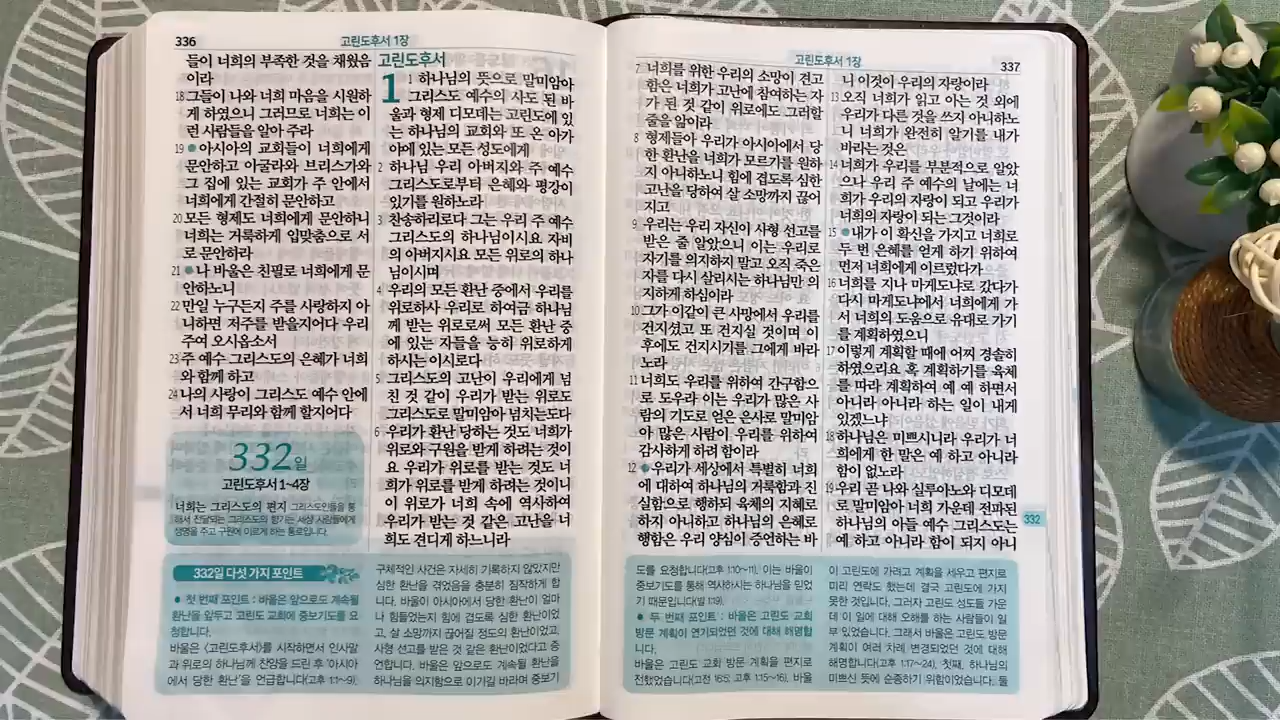 336
고린도후서 1장
들이 너희의 부족한 것을 채웠음
이라
18 그들이 나와 너희 마음을 시원하
게 하였으니 그러므로 너희는 이
런 사람들을 알아 주라
19 ●아시아의 교회들이 너희에게
문안하고 아굴라와 브리스가와
그 집에 있는 교회가 주 안에서
너희에게 간절히 문안하고
20 모든 형제도 너희에게 문안하니
너희는 거룩하게 입맞춤으로 서
로 문안하라
21 ●나 바울은 친필로 너희에게 문
안하노니
22 만일 누구든지 주를 사랑하지 아
니하면 저주를 받을지어다 우리
주여 오시옵소서
23 주 예수 그리스도의 은혜가 너희
와 함께 하고
24 나의 사랑이 그리스도 예수 안에
서 너희 무리와 함께 할지어다
332일
고린도후서 1~4장
너희는 그리스도의 편지 그리스도인들을 통
해서 전달되는 그리스도의 향기는 세상 사람들에게
생명을 주고 구원에 이르게 하는 통로입니다.
고린도후서
1
1 하나님의 뜻으로 말미암아
그리스도 예수의 사도 된 바
울과 형제 디모데는 고린도에 있
는 하나님의 교회와 또 온 아가
야에 있는 모든 성도에게
2 하나님 우리 아버지와 주 예수
그리스도로부터 은혜와 평강이
있기를 원하노라
3 찬송하리로다 그는 우리 주 예수
그리스도의 하나님이시요 자비
의 아버지시요 모든 위로의 하나
님이시며
4 우리의 모든 환난 중에서 우리를
위로하사 우리로 하여금 하나님
께 받는 위로로써 모든 환난 중
에 있는 자들을 능히 위로하게
하시는 이시로다
5 그리스도의 고난이 우리에게 넘
친 것 같이 우리가 받는 위로도
그리스도로 말미암아 넘치는도다
6 우리가 환난 당하는 것도 너희가
위로와 구원을 받게 하려는 것이
요 우리가 위로를 받는 것도 너
희가 위로를 받게 하려는 것이니
이 위로가 너희 속에 역사하여
우리가 받는 것 같은 고난을 너
희도 견디게 하느니라
332일 다섯 가지 포인트
● 첫 번째 포인트 : 바울은 앞으로도 계속될
환난을 앞두고 고린도 교회에 중보기도를 요
청합니다.
바울은 〈고린도후서〉를 시작하면서 인사말
과 위로의 하나님께 찬양을 드린 후 ‘아시아
에서 당한 환난’을 언급합니다(고후 1:1~9).
구체적인 사건은 자세히 기록하지 않았지만
심한 환난을 겪었음을 충분히 짐작하게 합
니다. 바울이 아시아에서 당한 환난이 얼마
나 힘들었는지 힘에 겹도록 심한 환난이었
고, 살 소망까지 끊어질 정도의 환난이었고,
사형 선고를 받은 것 같은 환난이었다고 증
언합니다. 바울은 앞으로도 계속될 환난을
하나님을 의지함으로 이기길 바라며 중보기
고린도후서 1장
337
7 너희를 위한 우리의 소망이 견고
함은 너희가 고난에 참여하는 자
가 된 것 같이 위로에도 그러할
줄을 앎이라
8 형제들아 우리가 아시아에서 당
한 환난을 너희가 모르기를 원하
지 아니하노니 힘에 겹도록 심한
고난을 당하여 살 소망까지 끊어
지고
9 우리는 우리 자신이 사형 선고를
받은 줄 알았으니 이는 우리로
자기를 의지하지 말고 오직 죽은
자를 다시 살리시는 하나님만 의
지하게 하심이라
10 그가 이같이 큰 사망에서 우리를
건지셨고 또 건지실 것이며 이
후에도 건지시기를 그에게 바라
노라
11 너희도 우리를 위하여 간구함으
로 도우라 이는 우리가 많은 사
람의 기도로 얻은 은사로 말미암
아 많은 사람이 우리를 위하여
감사하게 하려 함이라
12 ●우리가 세상에서 특별히 너희
에 대하여 하나님의 거룩함과 진
실함으로 행하되 육체의 지혜로
하지 아니하고 하나님의 은혜로
행함은 우리 양심이 증언하는 바
니 이것이 우리의 자랑이라
13 오직 너희가 읽고 아는 것 외에
우리가 다른 것을 쓰지 아니하노
니 너희가 완전히 알기를 내가
바라는 것은
14 너희가 우리를 부분적으로 알았
으나 우리 주 예수의 날에는 너
희가 우리의 자랑이 되고 우리가
너희의 자랑이 되는 그것이라
15 ●내가 이 확신을 가지고 너희로
두 번 은혜를 얻게 하기 위하여
먼저 너희에게 이르렀다가
16 너희를 지나 마게도냐로 갔다가
다시 마게도냐에서 너희에게 가
서 너희의 도움으로 유대로 가기
를 계획하였으니
17 이렇게 계획할 때에 어찌 경솔히
하였으리요 혹 계획하기를 육체
를 따라 계획하여 예 예 하면서
아니라 아니라 하는 일이 내게
있겠느냐
18 하나님은 미쁘시니라 우리가 너
희에게 한 말은 예 하고 아니라
함이 없노라
19 우리 곧 나와 실루아노와 디모데
로 말미암아 너희 가운데 전파된
하나님의 아들 예수 그리스도는
예 하고 아니라 함이 되지 아니
332
도를 요청합니다(고후 1:10~11). 이는 바울이
중보기도를 통해 역사하시는 하나님을 믿었
기 때문입니다(빌 1:19).
● 두 번째 포인트 : 바울은 고린도 교회
방문 계획이 연기되었던 것에 대해 해명합
니다.
바울은 고린도 교회 방문 계획을 편지로
전했었습니다(고전 16:5; 고후 1:15~16). 바울
이 고린도에 가려고 계획을 세우고 편지로
미리 연락도 했는데 결국 고린도에 가지
못한 것입니다. 그러자 고린도 성도들 가운
데 이 일에 대해 오해를 하는 사람들이 일
부 있었습니다. 그래서 바울은 고린도 방문
계획이 여러 차례 변경되었던 것에 대해
해명합니다(고후 1:17~24). 첫째, 하나님의
미쁘신 뜻에 순종하기 위함이었습니다. 둘